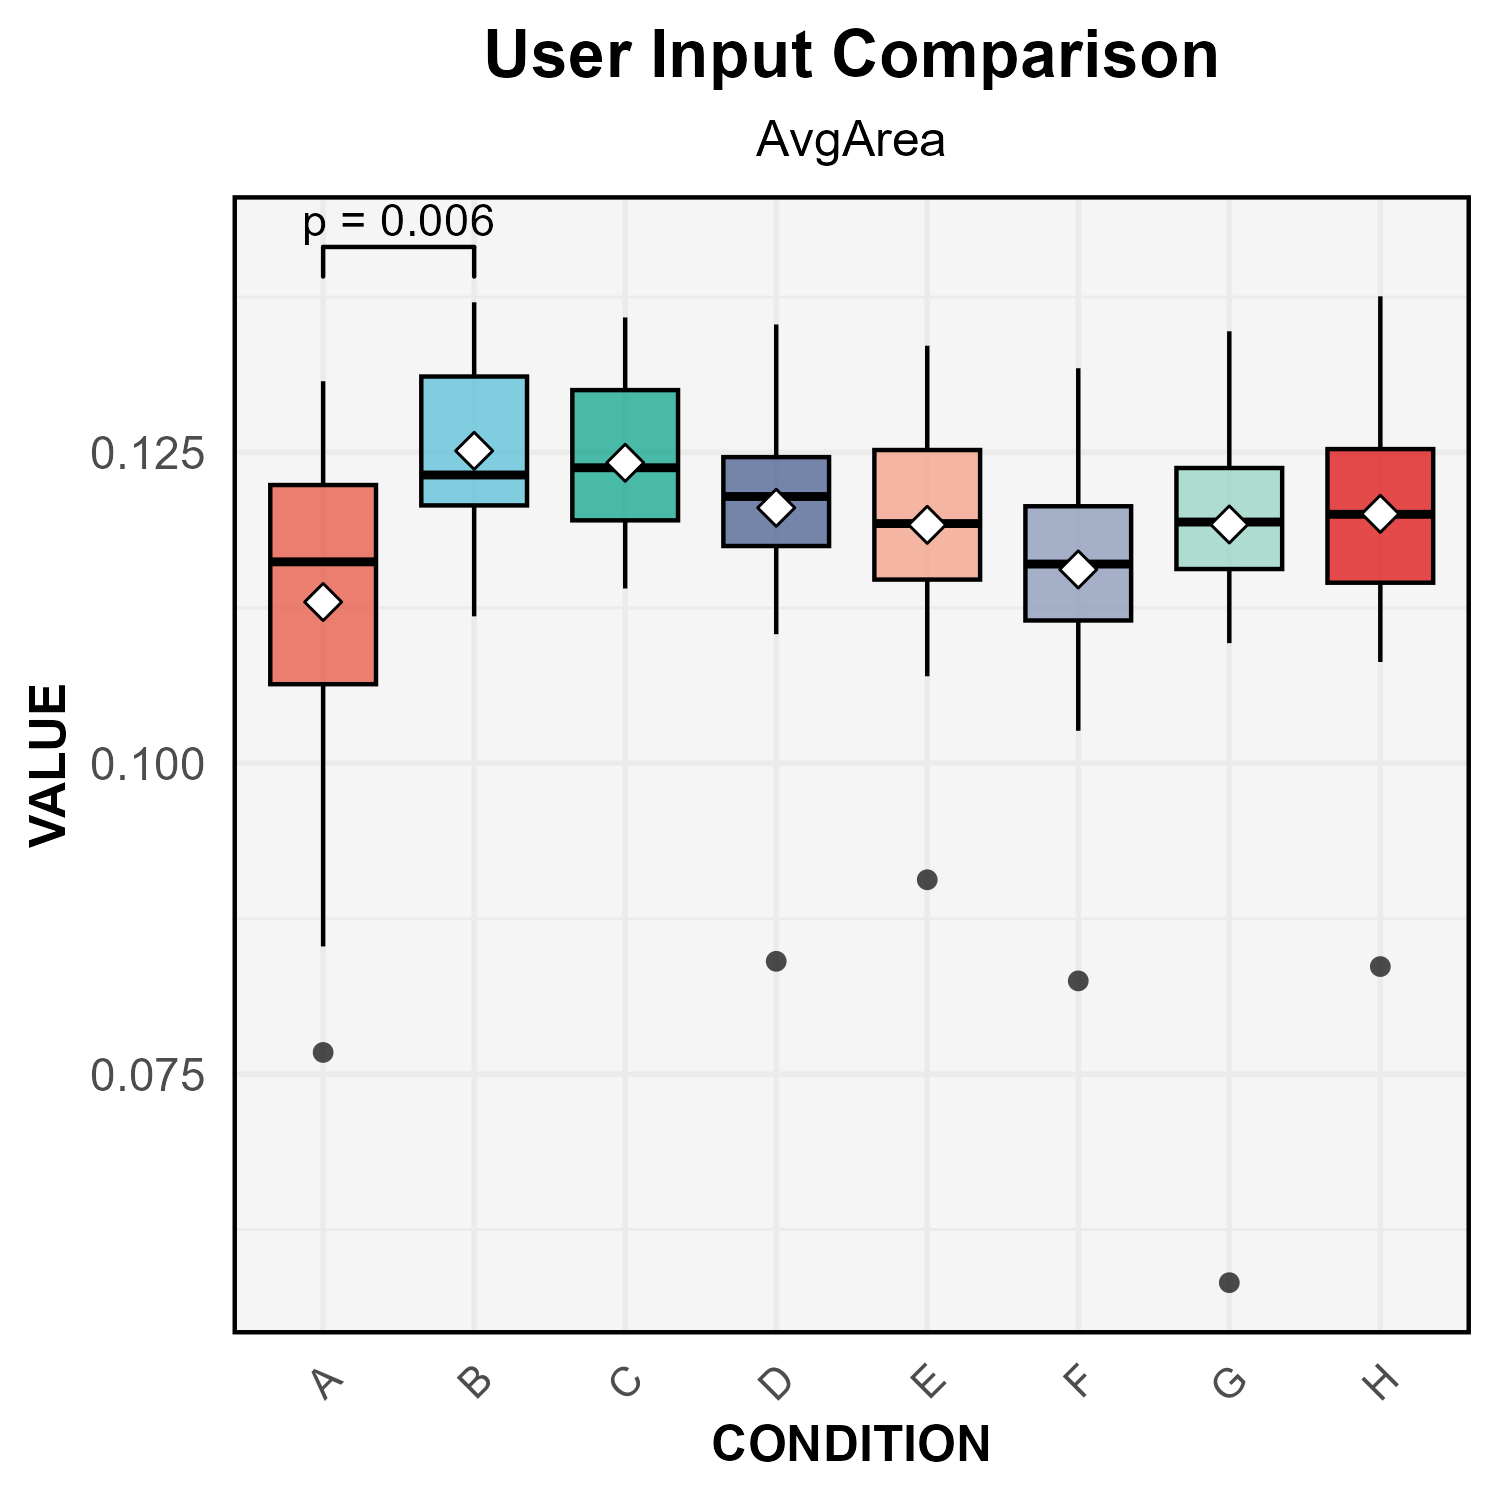 User Input Comparison
AvgArea
p = 0.006
VALUE
0.125
0.100
0.075
A B C D E F G H
CONDITION